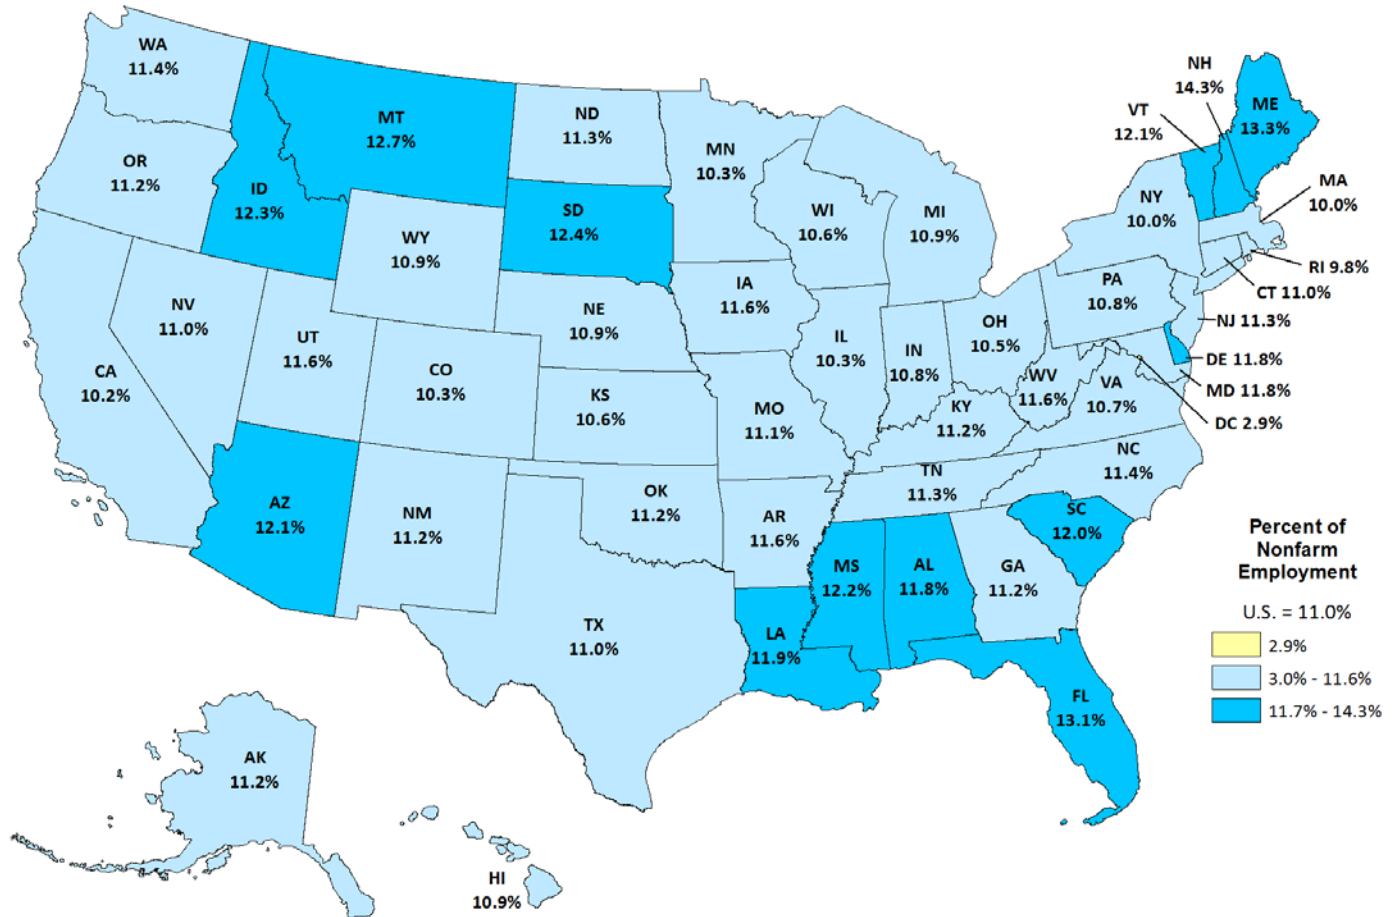 WA
11.4%
OR
11.2%
CA
10.2%
NV
11.0%
ID
12.3%
MT
12.7%
WY
10.9%
UT
11.6%
AZ
12.1%
CO
10.3%
NM
11.2%
ND
11.3%
SD
12.4%
NE
10.9%
KS
10.6%
OK
11.2%
TX
11.0%
MN
10.3%
IA
11.6%
MO
11.1%
AR
11.6%
LA
11.9%
WI
10.6%
IL
10.3%
MI
10.9%
IN
10.8%
OH
10.5%
KY
11.2%
TN
11.3%
MS
12.2%
AL
11.8%
GA
11.2%
FL
13.1%
SC
12.0%
NC
11.4%
VA
10.7%
WV
11.6%
PA
10.8%
NY
10.0%
VT
12.1%
NH
14.3%
ME
13.3%
MA
10.0%
RI 9.8%
CT 11.0%
NJ 11.3%
DE 11.8%
MD 11.8%
DC 2.9%
AK
11.2%
HI
10.9%
Percent of
Nonfarm
Employment
U.S. = 11.0%
2.9%
3.0% - 11.6%
11.7% - 14.3%